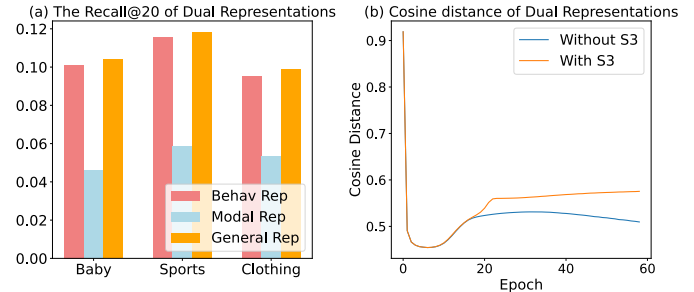 (a) The Recall@20 of Dual Representations
0.12
0.10
0.08
0.06
0.04
0.02
0.00
Behav Rep
Modal Rep
General Rep
Baby
Sports
Clothing
(b) Cosine distance of Dual Representations
Cosine Distance
0.9
0.8
0.7
0.6
0.5
Without S3
With S3
0
20
40
60
Epoch